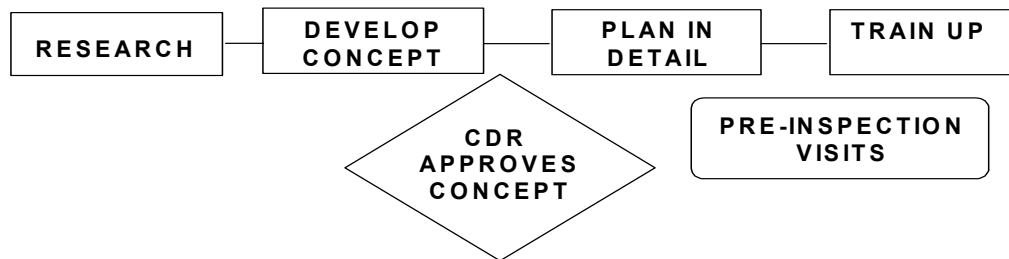 RESEARCH
DEVELOP
CONCEPT
PLAN IN
DETAIL
TRAIN UP
CDR
APPROVES
CONCEPT
PRE-INSPECTION
VISITS